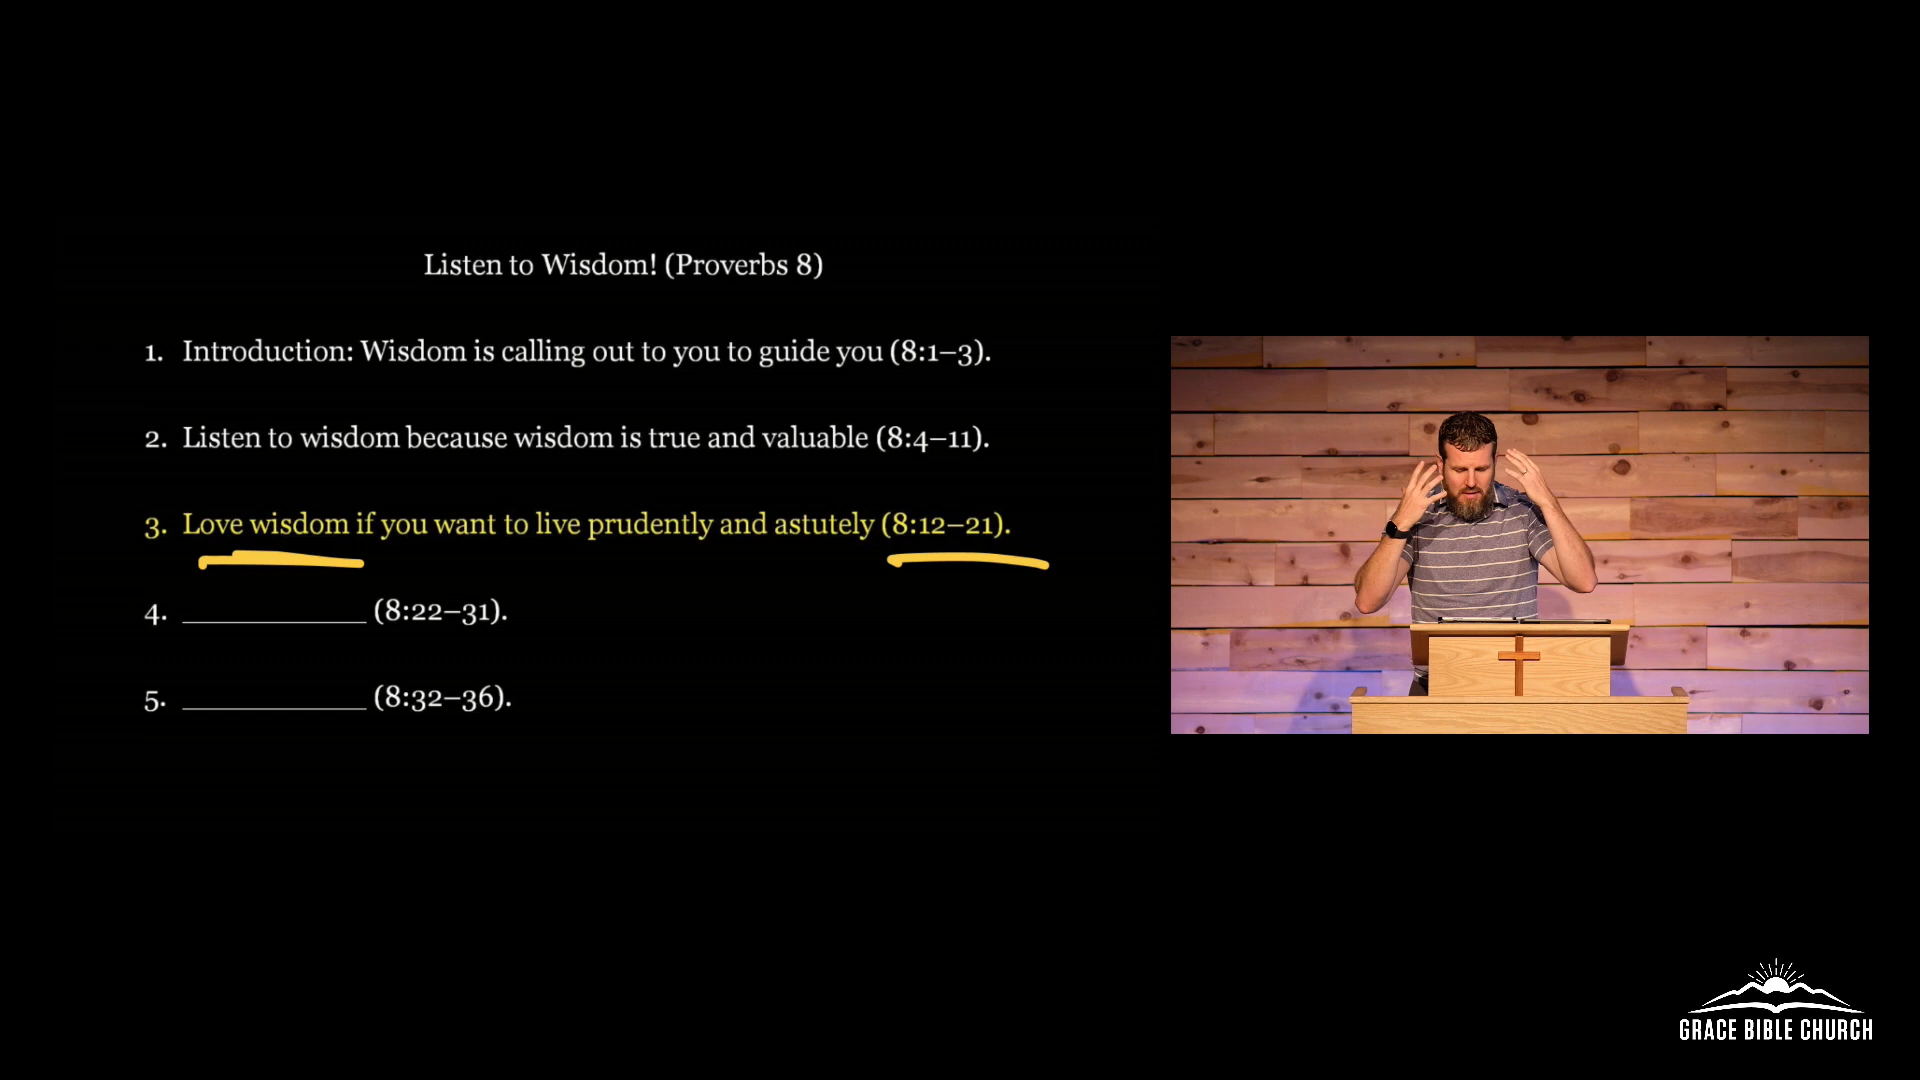 Listen to Wisdom! (Proverbs 8)
1. Introduction: Wisdom is calling out to you to guide you (8:1–3).
2. Listen to wisdom because wisdom is true and valuable (8:4–11).
3. Love wisdom if you want to live prudently and astutely (8:12–21).
4. ____________ (8:22–31).
5. ____________ (8:32–36).
GRACE BIBLE CHURCH